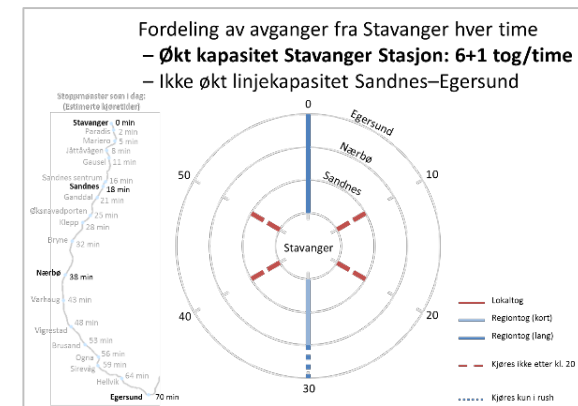 Fordeling av avganger fra Stavanger hver time
– Økt kapasitet Stavanger Stasjon: 6+1 tog/time
– Ikke økt linjekapasitet Sandnes–Egersund
Stoppmønster som i dag:
(Estimerte kjøretider)
Stavanger 0 min
Paradis 2 min
Mariero 5 min
Jåttåvågen 8 min
Gausel 11 min
Sandnes sentrum 16 min
Sandnes 18 min
Ganddal 21 min
Øksnavadporten 25 min
Klepp 28 min
Bryne 32 min
Nærbø 38 min
Varhaug 43 min
Vigrestad 48 min
Brusand 53 min
Ogna 56 min
Sirevåg 59 min
Hellvik 64 min
Egersund 70 min
0
10
20
30
40
50
Egersund
Nærbø
Sandnes
Stavanger
Lokaltog
Regiontog (kort)
Regiontog (lang)
Kjøres ikke etter kl. 20
Kjøres kun i rush